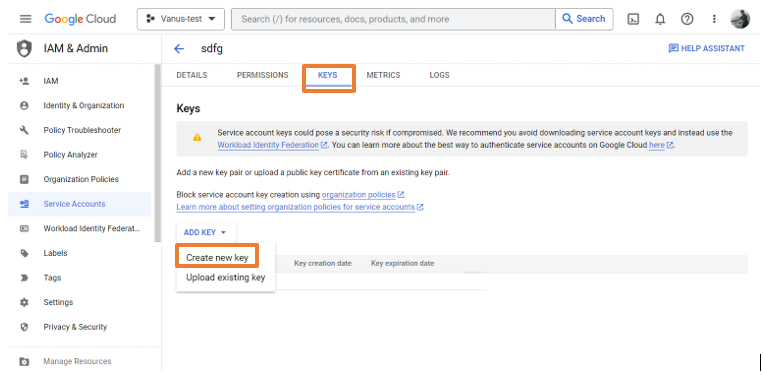 Google Cloud
Vanus-test
Search (/) for resources, docs, products, and more
Search
IAM & Admin
sdfg
HELP ASSISTANT
DETAILS
PERMISSIONS
KEYS
METRICS
LOGS
IAM
Identity & Organization
Policy Troubleshooter
Policy Analyzer
Organization Policies
Service Accounts
Workload Identity Federat...
Labels
Tags
Settings
Privacy & Security
Manage Resources
Keys
Service account keys could pose a security risk if compromised. We recommend you avoid downloading service account keys and instead use the
Workload Identity Federation. You can learn more about the best way to authenticate service accounts on Google Cloud here.
Add a new key pair or upload a public key certificate from an existing key pair.
Block service account key creation using organization policies.
Learn more about setting organization policies for service accounts
ADD KEY
Create new key
Upload existing key
Key creation date
Key expiration date